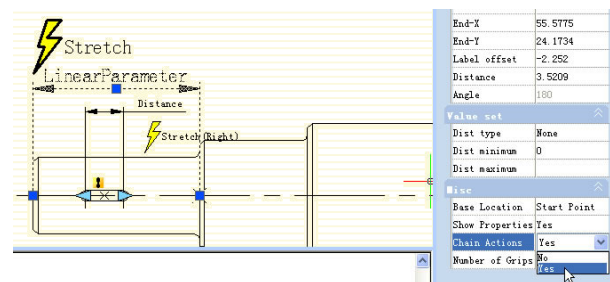 Stretch
LinearParameter
Distance
Stretch(Right)
End-X 55.5775
End-Y 24.1734
Label offset -2.252
Distance 3.5209
Angle 180
Value set
Dist type None
Dist minimum 0
Dist maximum
Misc
Base Location Start Point
Show Properties Yes
Chain Actions Yes
Number of Grips No
Yes